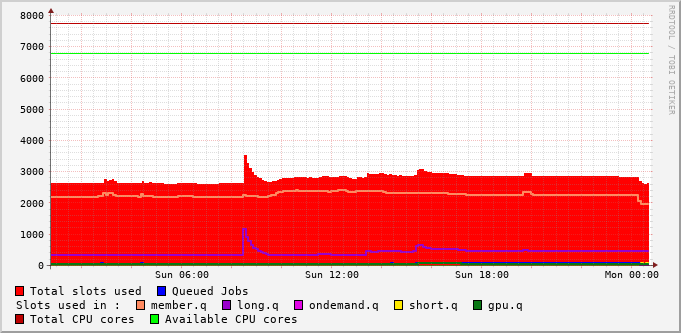 RRDTOOL / TOBI OETIKER
8000
7000
6000
5000
4000
3000
2000
1000
0
Sun 06:00 Sun 12:00 Sun 18:00 Mon 00:00
Total slots used Queued Jobs
Slots used in : member.q long.q ondemand.q short.q gpu.q
Total CPU cores Available CPU cores